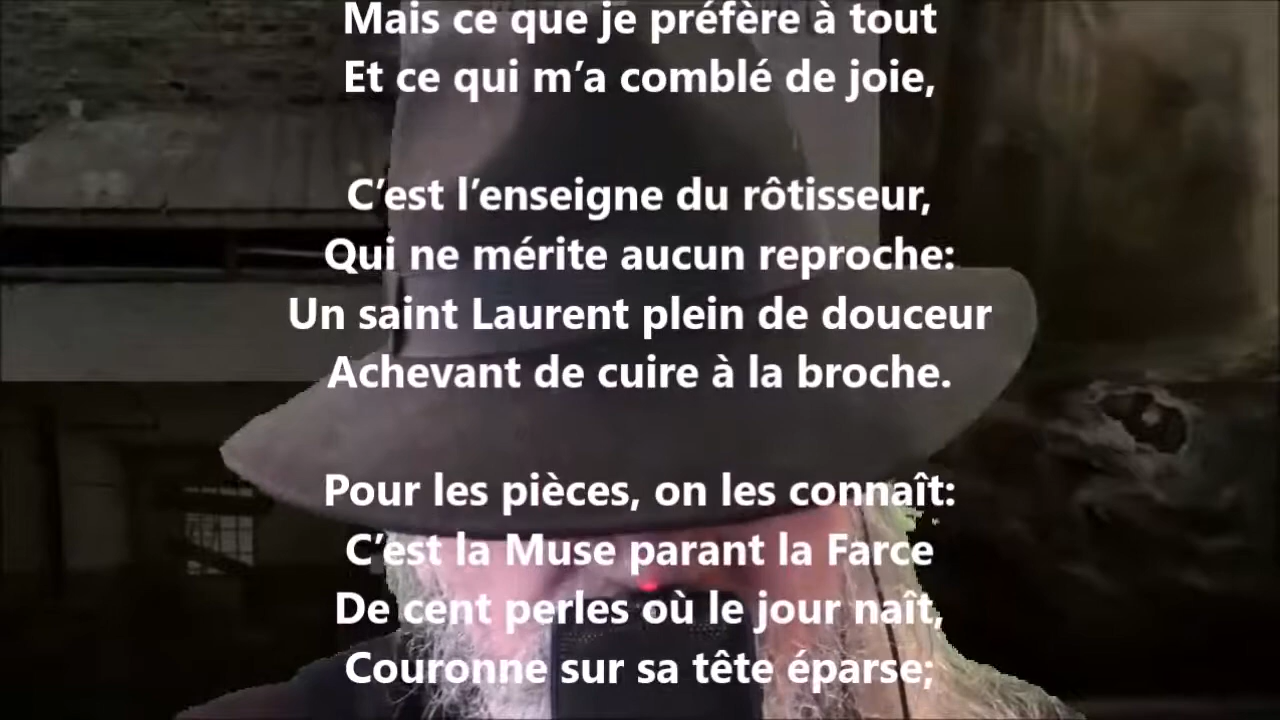 Mais ce que je préfère à tout
Et ce qui m’a comblé de joie,
C’est l’enseigne du rôtisseur,
Qui ne mérite aucun reproche:
Un saint Laurent plein de douceur
Achevant de cuire à la broche.
Pour les pièces, on les connaît:
C’est la Muse parant la Farce
De cent perles où le jour naît,
Couronne sur sa tête éparse;